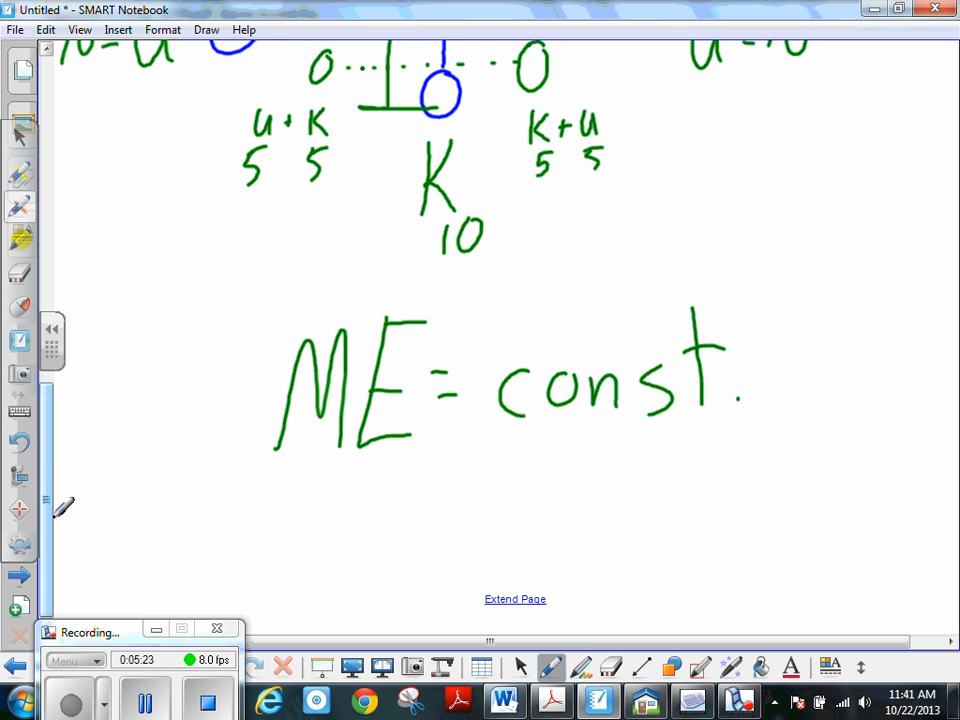 Untitled * - SMART Notebook
File Edit View Insert Format Draw Help
U + K
5 5
K + U
5 5
K
10
ME = const.
Extend Page
Recording...
Menu
0:05:23
8.0 fps
11:41 AM
10/22/2013